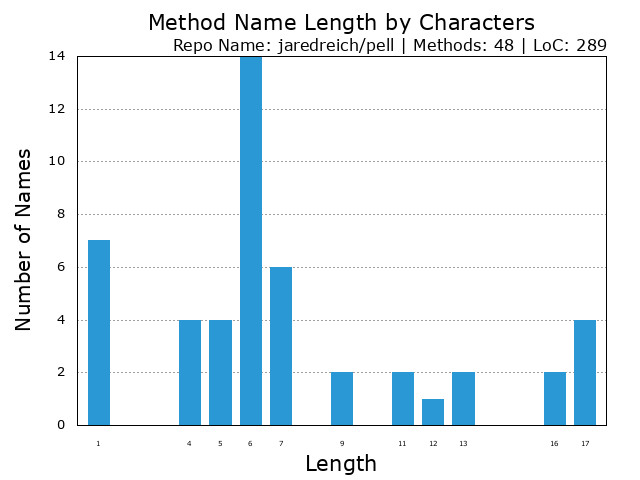 Method Name Length by Characters
Repo Name: jaredreich/pell | Methods: 48 | LoC: 289
14
12
10
8
6
4
2
0
Number of Names
1 4 5 6 7 9 11 12 13 16 17
Length